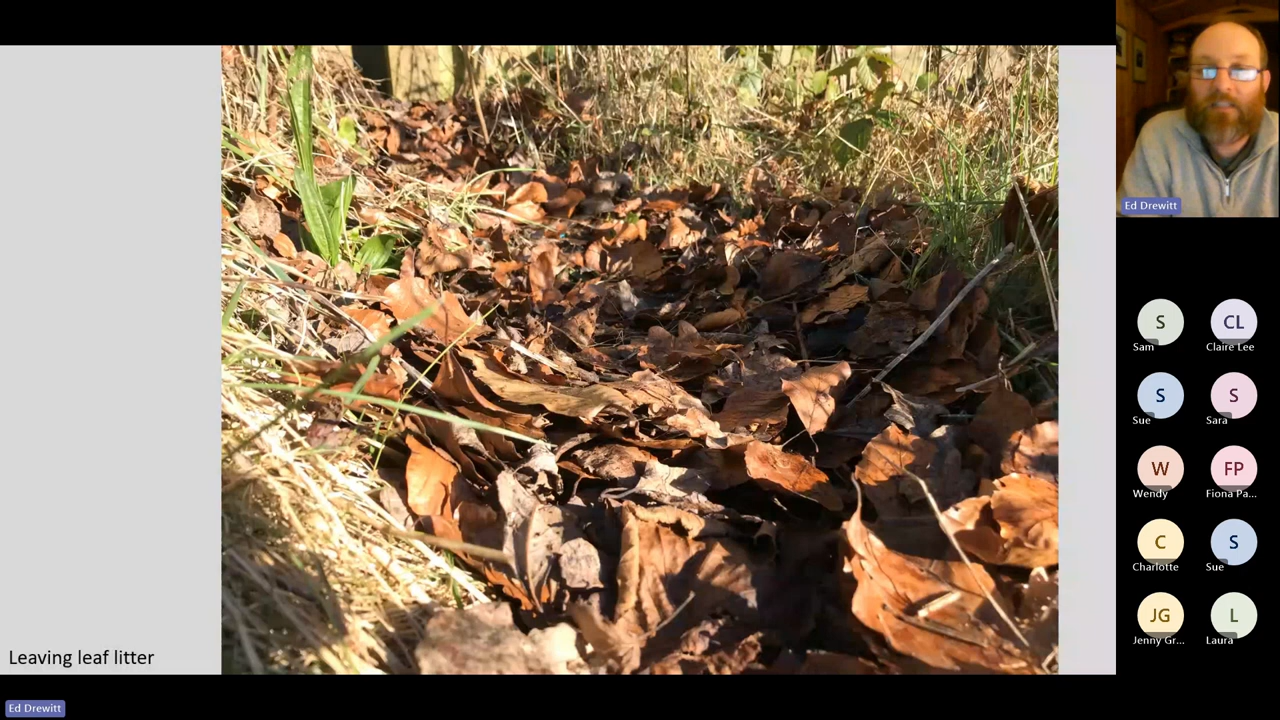 Ed Drewitt
S
Sam
CL
Claire Lee
S
Sue
S
Sara
W
Wendy
FP
Fiona Pa...
C
Charlotte
S
Sue
JG
Jenny Gr...
L
Laura
Leaving leaf litter
Ed Drewitt